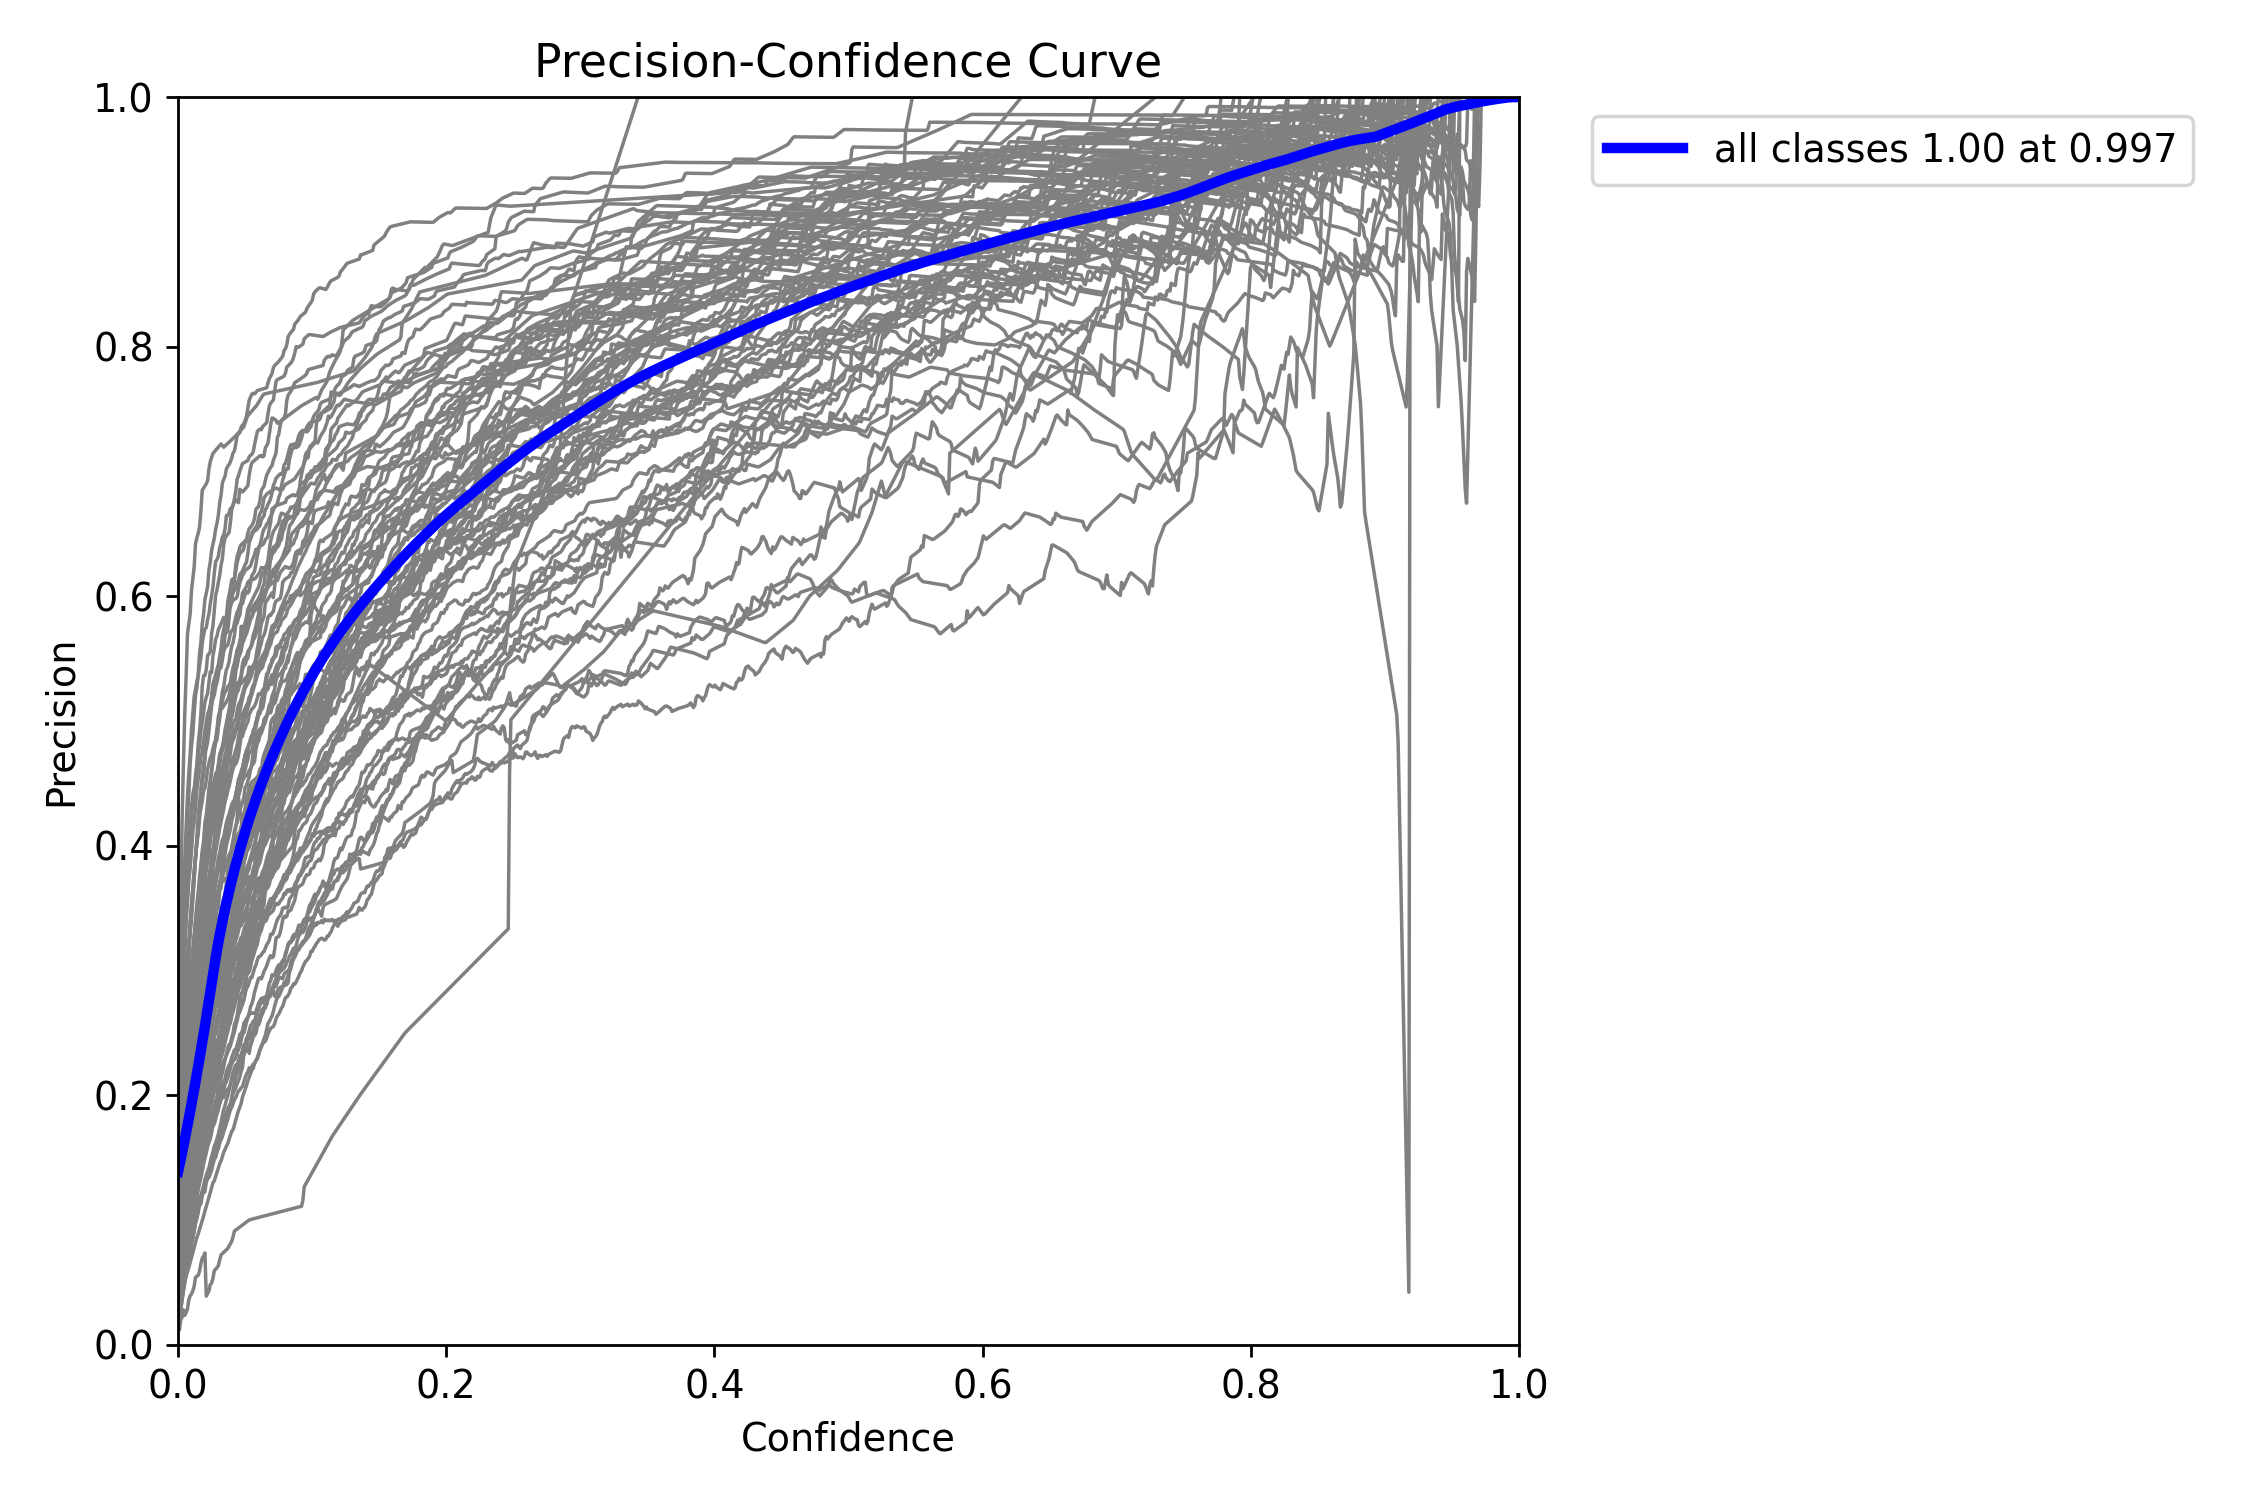 Precision-Confidence Curve
1.0
0.8
0.6
0.4
0.2
0.0
Precision
0.0 0.2 0.4 0.6 0.8 1.0
Confidence
all classes 1.00 at 0.997